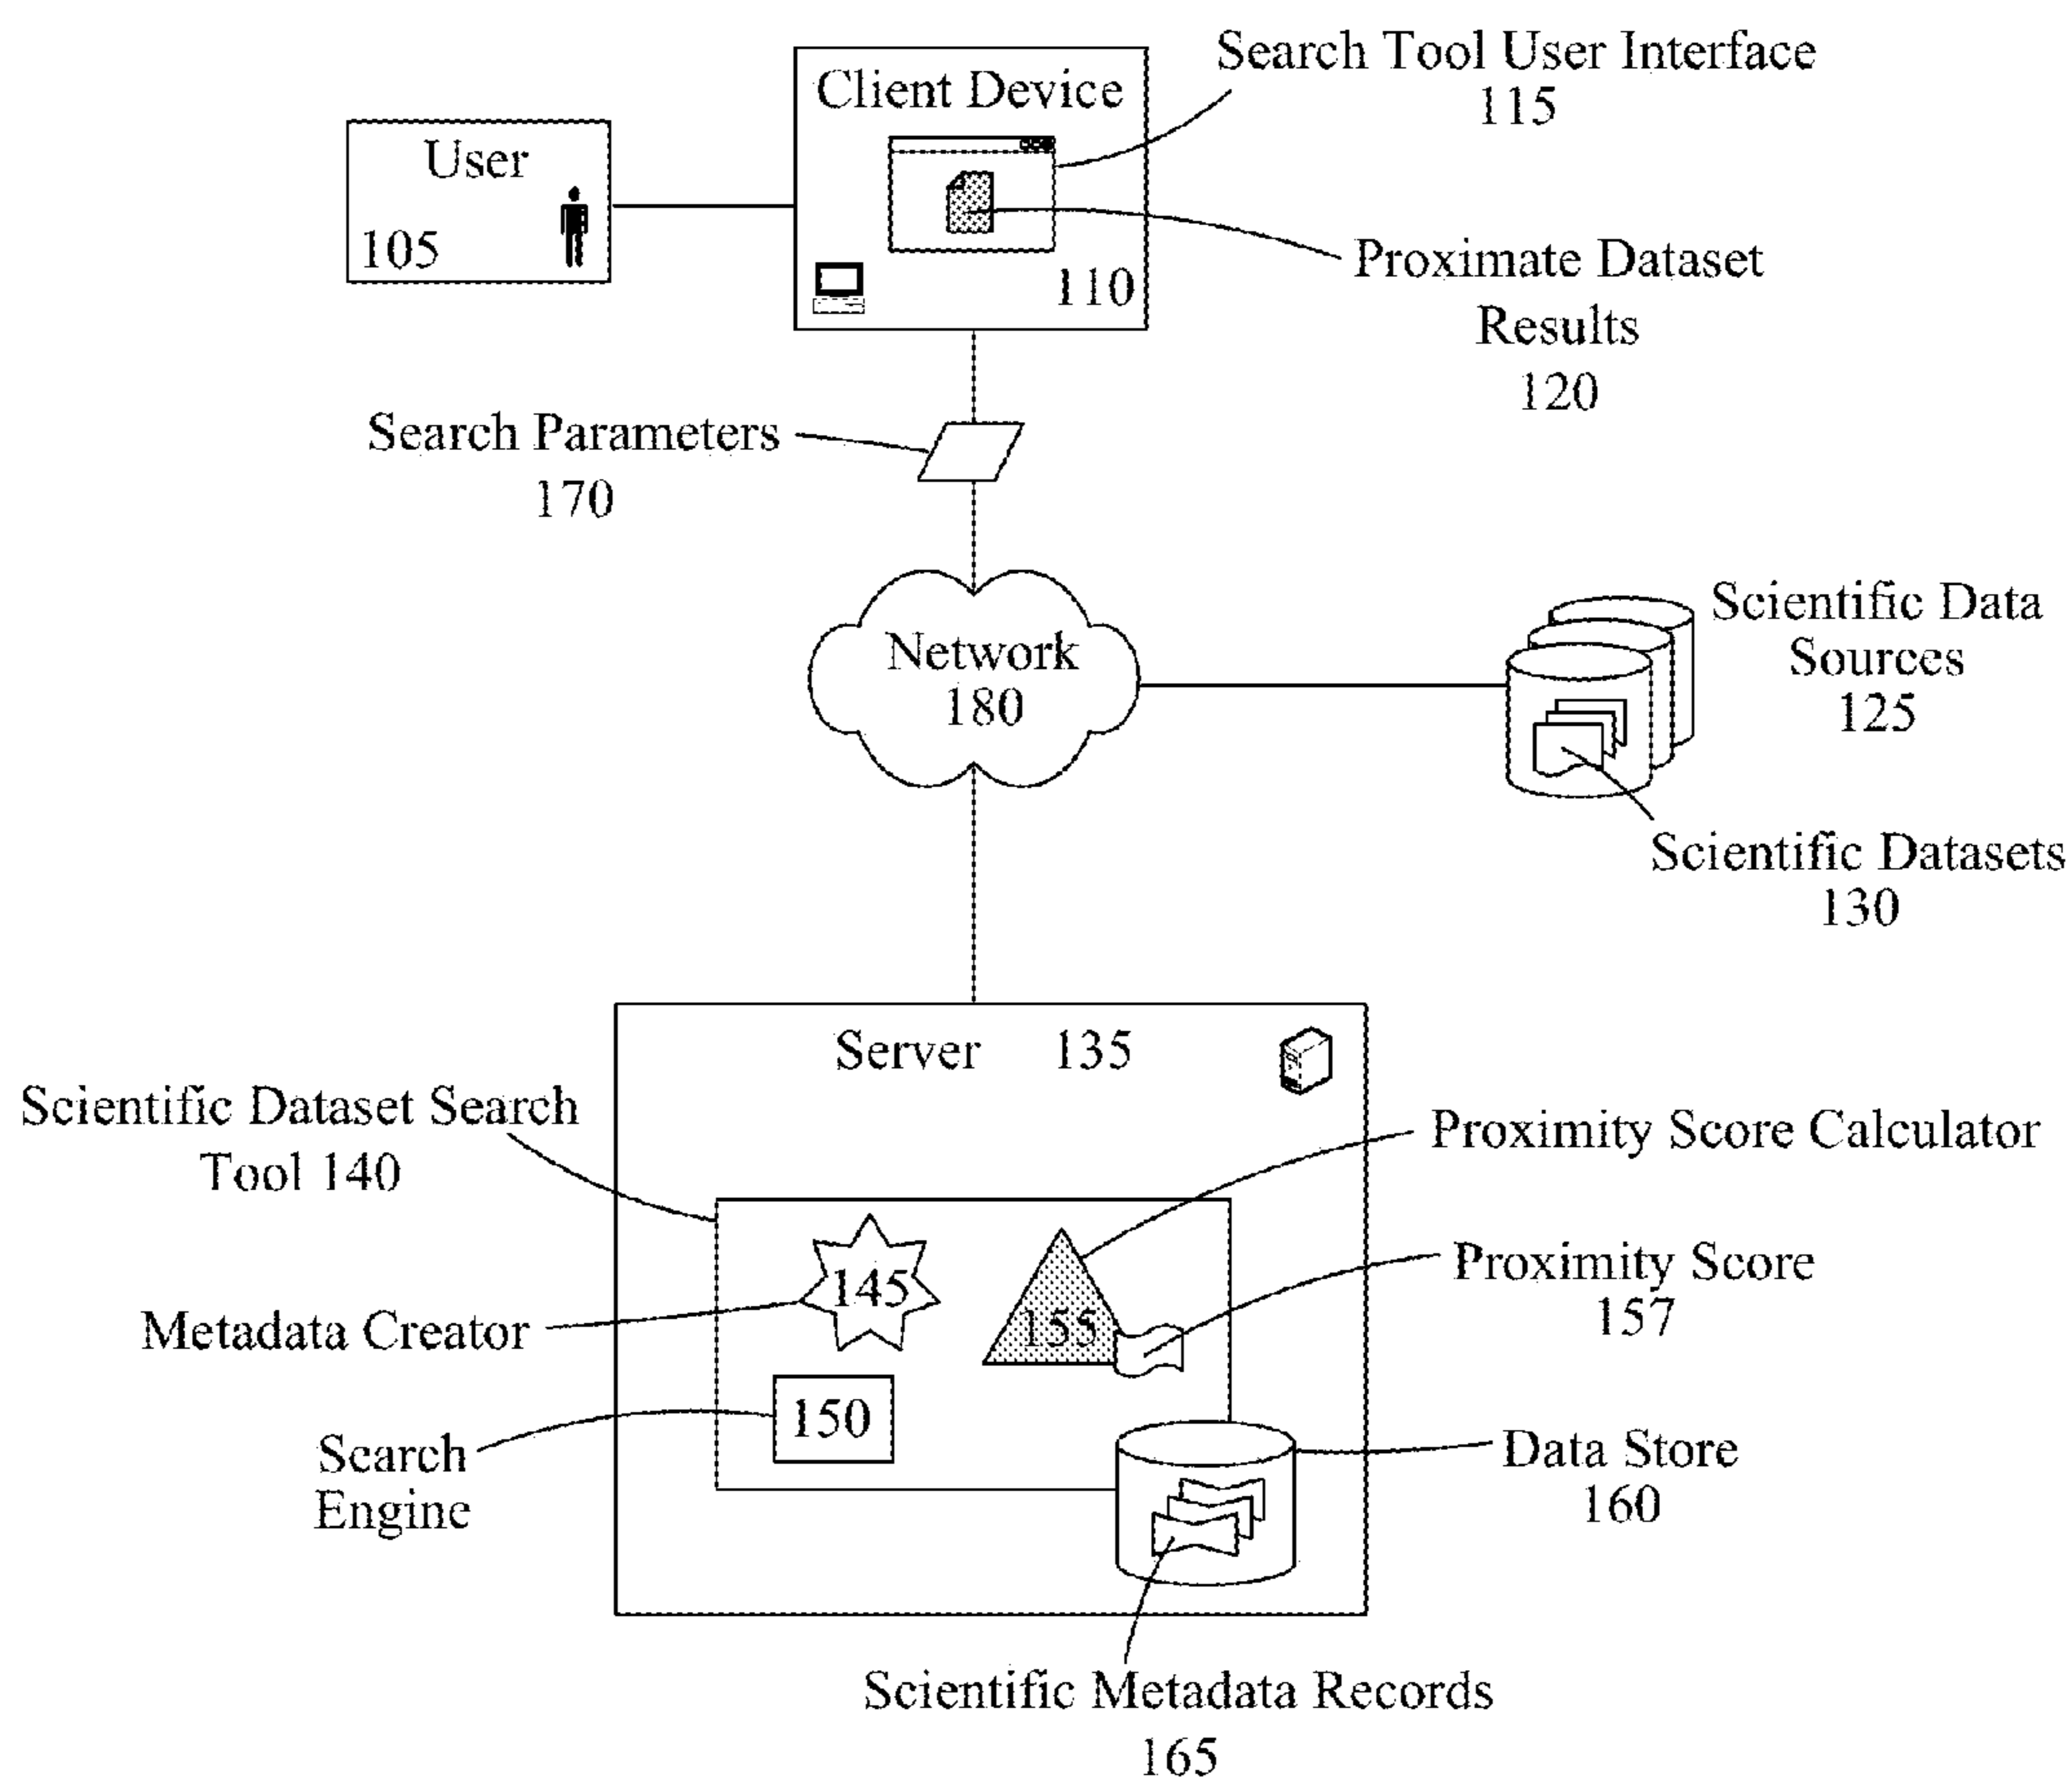 Search Tool User Interface
115
Client Device
110
User
105
Proximate Dataset
Results
120
Search Parameters
170
Network
180
Scientific Data
Sources
125
Scientific Datasets
130
Server 135
Scientific Dataset Search
Tool 140
Proximity Score Calculator
145
155
Proximity Score
157
Metadata Creator
150
Search
Engine
Data Store
160
Scientific Metadata Records
165